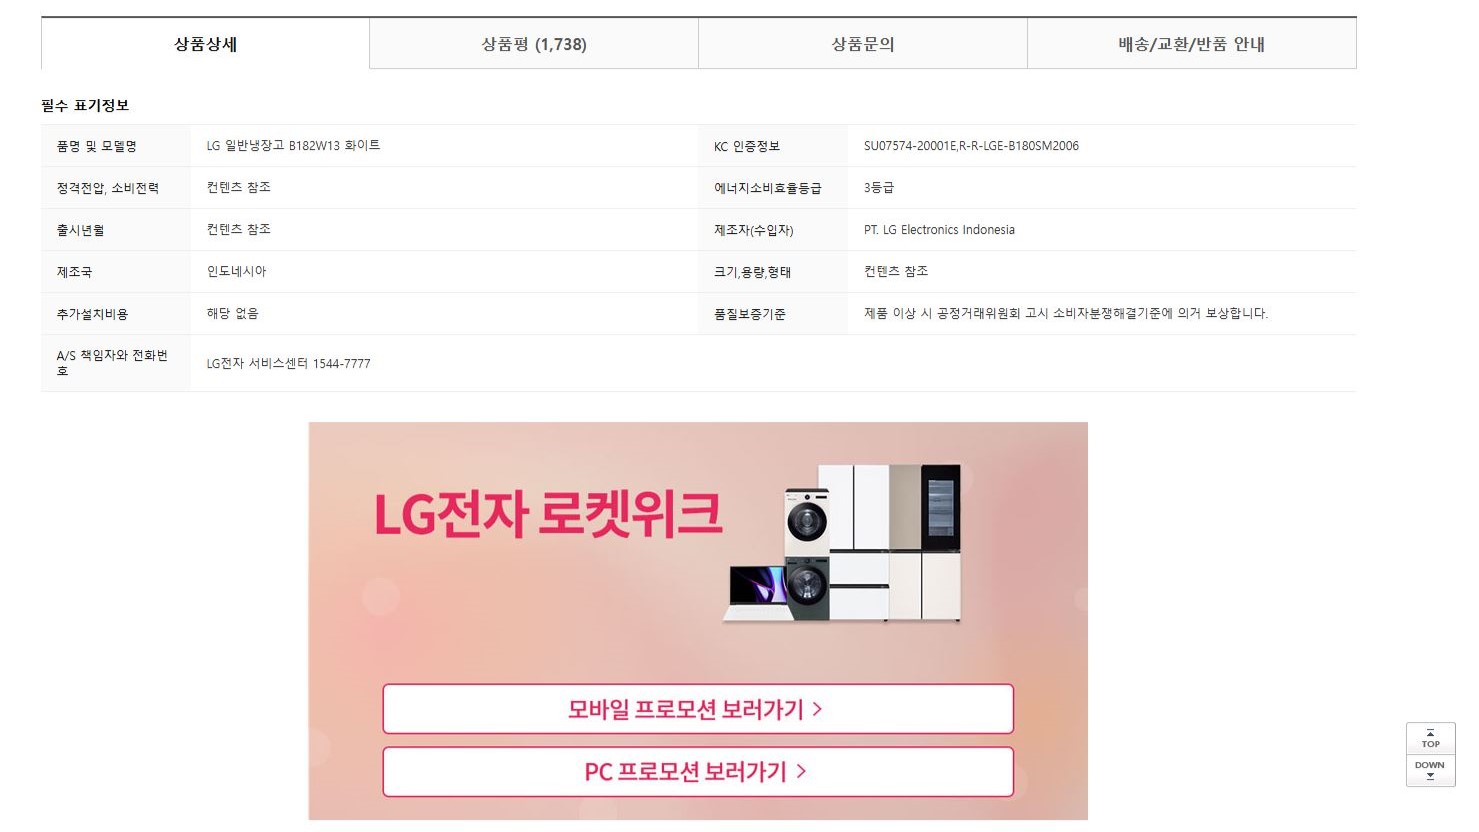 상품상세
상품평 (1,738)
상품문의
배송/교환/반품 안내
필수 표기정보
품명 및 모델명
LG 일반냉장고 B182W13 화이트
KC 인증정보
SU07574-20001E,R-R-LGE-B180SM2006
정격전압, 소비전력
컨텐츠 참조
에너지소비효율등급
3등급
출시년월
컨텐츠 참조
제조자(수입자)
PT. LG Electronics Indonesia
제조국
인도네시아
크기,용량,형태
컨텐츠 참조
추가설치비용
해당 없음
품질보증기준
제품 이상 시 공정거래위원회 고시 소비자분쟁해결기준에 의거 보상합니다.
A/S 책임자와 전화번
호
LG전자 서비스센터 1544-7777
LG전자 로켓위크
모바일 프로모션 보러가기 >
PC 프로모션 보러가기 >
TOP
DOWN